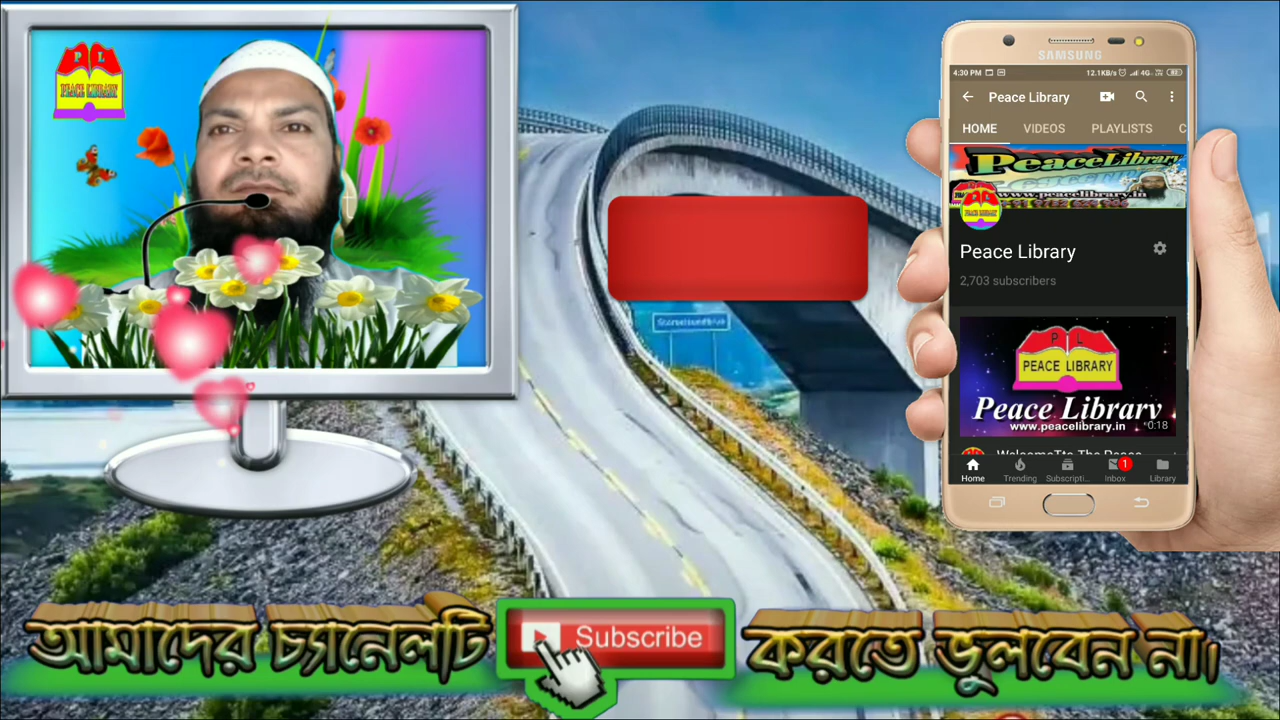 P L
PEACE LIBRARY
SAMSUNG
4:30 PM
12.1KB/s 4G
Peace Library
HOME VIDEOS PLAYLISTS C
PeaceLibrary
www.peacelibrary.in
Peace Library
2,703 subscribers
P L
PEACE LIBRARY
Peace Library
www.peacelibrary.in
0:18
Home Trending Subscripti... Inbox 1 Library
আমাদের চ্যানেলটি Subscribe করতে ভুলবেন না।